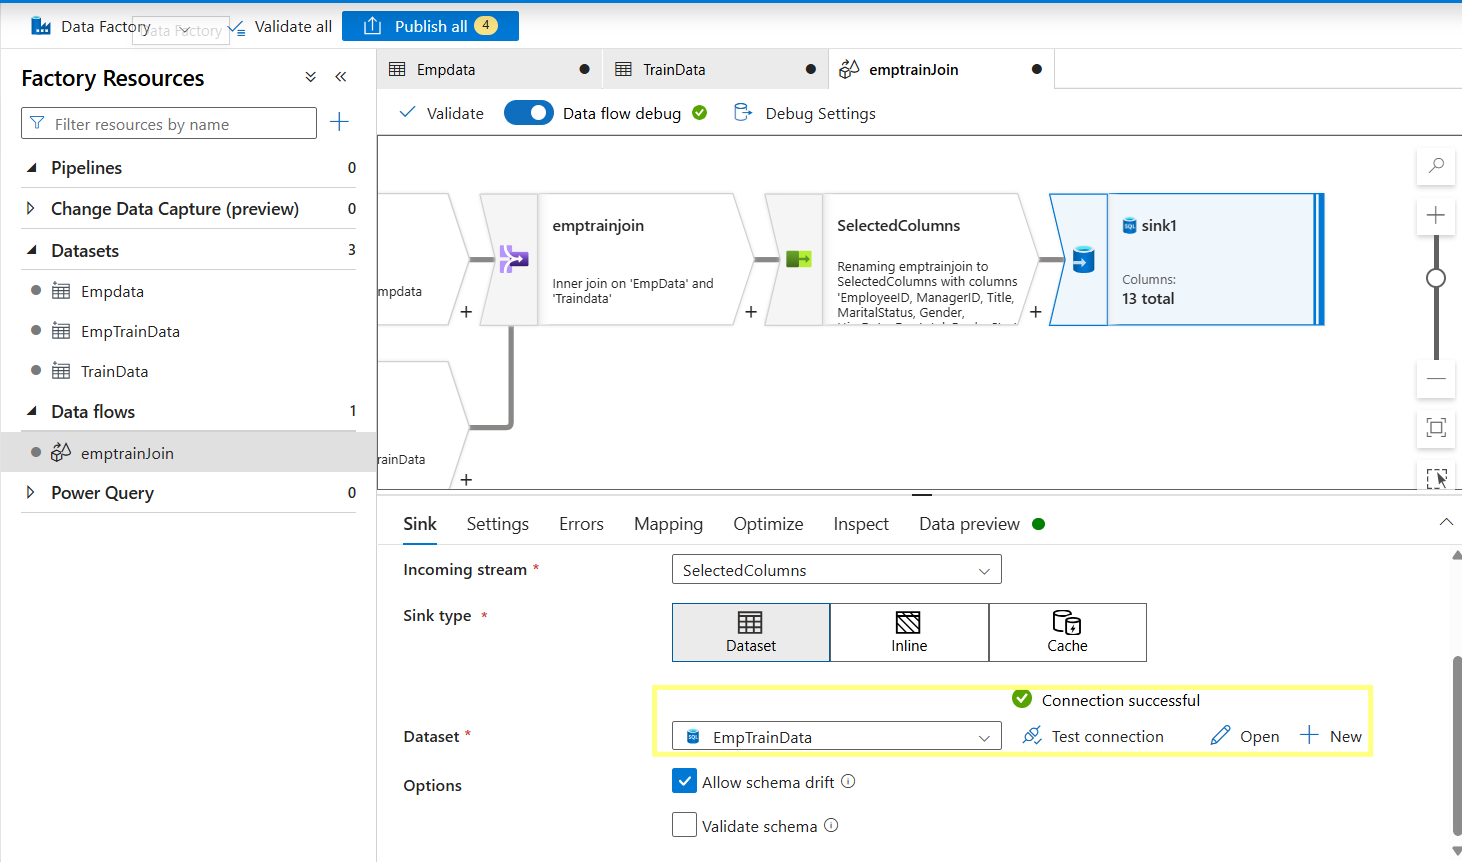 Data Factory
Data Factory
Validate all
Publish all 4
Factory Resources
Filter resources by name
Pipelines 0
Change Data Capture (preview) 0
Datasets 3
Empdata
EmpTrainData
TrainData
Data flows 1
emptrainJoin
Power Query 0
Empdata
TrainData
emptrainJoin
Validate
Data flow debug
Debug Settings
mpdata
emptrainjoin
Inner join on 'EmpData' and
'Traindata'
SelectedColumns
Renaming emptrainjoin to
SelectedColumns with columns
'EmployeeID, ManagerID, Title,
MaritalStatus, Gender,
SQL sink1
Columns:
13 total
rainData
Sink Settings Errors Mapping Optimize Inspect Data preview
Incoming stream * SelectedColumns
Sink type *
Dataset Inline Cache
Connection successful
Dataset * SQL EmpTrainData Test connection Open New
Options Allow schema drift
Validate schema